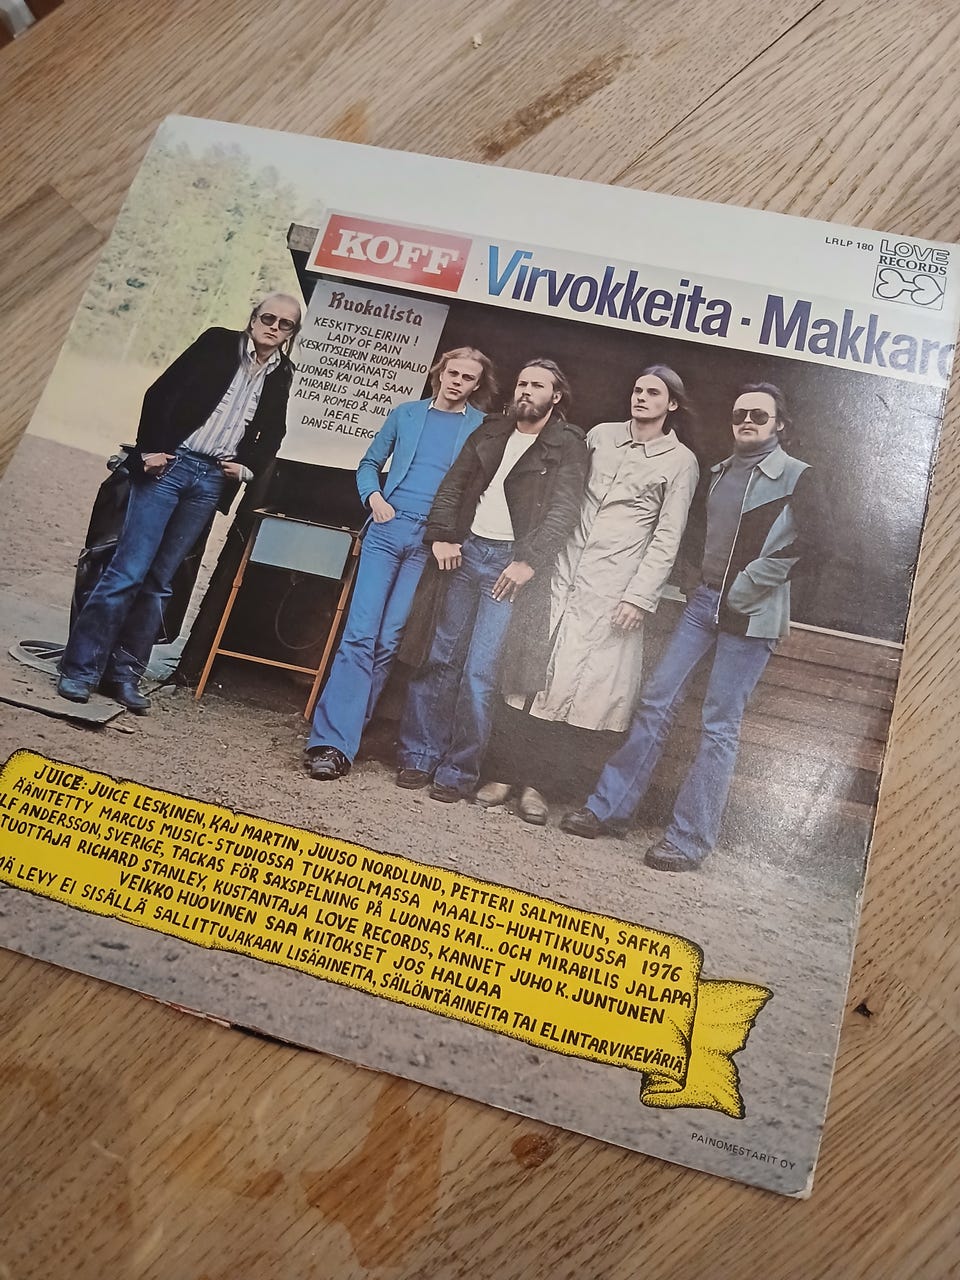 LRLP 180
LOVE
RECORDS
KOFF Virvokkeita · Makkaro
Ruokalista
KESKITYSLEIRIIN !
LADY OF PAIN
KESKITYSLEIRIN RUOKAVALIO
OSAPÄIVÄNATSI
LUONAS KAI OLLA SAAN
MIRABILIS JALAPA
ALFA ROMEO & JULI
IAEAE
DANSE ALLERGO
JUICE: JUICE LESKINEN, KAJ MARTIN, JUUSO NORDLUND, PETTERI SALMINEN, SAFKA
ÄÄNITETTY MARCUS MUSIC-STUDIOSSA TUKHOLMASSA MAALIS-HUHTIKUUSSA 1976
LF ANDERSSON, SVERIGE, TACKAS FÖR SAKSPELNING PÅ LUONAS KAI... OCH MIRABILIS JALAPA
TUOTTAJA RICHARD STANLEY, KUSTANTAJA LOVE RECORDS, KANNET JUHO K. JUNTUNEN
VEIKKO HUOVINEN SAA KIITOKSET JOS HALUAA
MÄ LEVY EI SISÄLLÄ SALLITTUJAKAAN LISÄAINEITA, SÄILÖNTÄAINEITA TAI ELINTARVIKEVÄRIÄ
PAINOMESTARIT OY